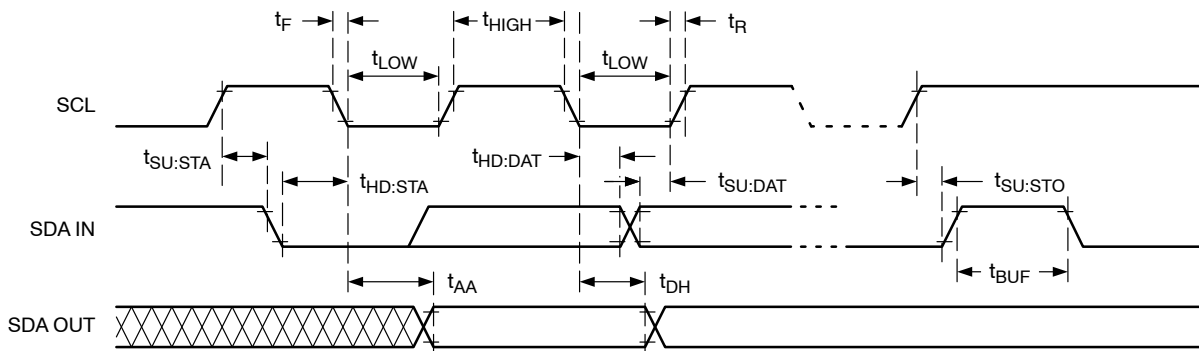 tF
tHIGH
tR
tLOW
tLOW
SCL
tSU:STA
tHD:STA
tHD:DAT
tSU:DAT
tSU:STO
SDA IN
tAA
tDH
tBUF
SDA OUT